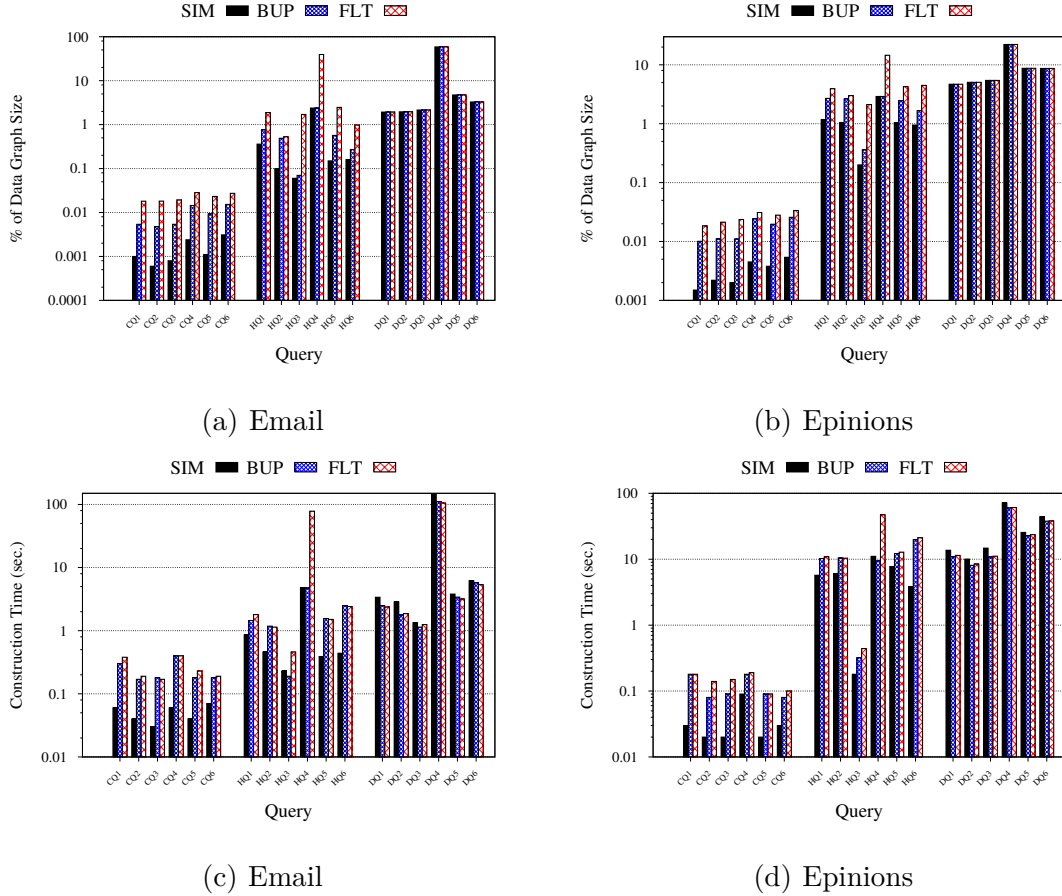 SIM BUP FLT
% of Data Graph Size
100
10
1
0.1
0.01
0.001
0.0001
CQ1 CQ2 CQ3 CQ4 CQ5 CQ6 HQ1 HQ2 HQ3 HQ4 HQ5 HQ6 DQ1 DQ2 DQ3 DQ4 DQ5 DQ6
Query
(a) Email
SIM BUP FLT
% of Data Graph Size
10
1
0.1
0.01
0.001
CQ1 CQ2 CQ3 CQ4 CQ5 CQ6 HQ1 HQ2 HQ3 HQ4 HQ5 HQ6 DQ1 DQ2 DQ3 DQ4 DQ5 DQ6
Query
(b) Epinions
SIM BUP FLT
Construction Time (sec.)
100
10
1
0.1
0.01
CQ1 CQ2 CQ3 CQ4 CQ5 CQ6 HQ1 HQ2 HQ3 HQ4 HQ5 HQ6 DQ1 DQ2 DQ3 DQ4 DQ5 DQ6
Query
(c) Email
SIM BUP FLT
Construction Time (sec.)
100
10
1
0.1
0.01
CQ1 CQ2 CQ3 CQ4 CQ5 CQ6 HQ1 HQ2 HQ3 HQ4 HQ5 HQ6 DQ1 DQ2 DQ3 DQ4 DQ5 DQ6
Query
(d) Epinions